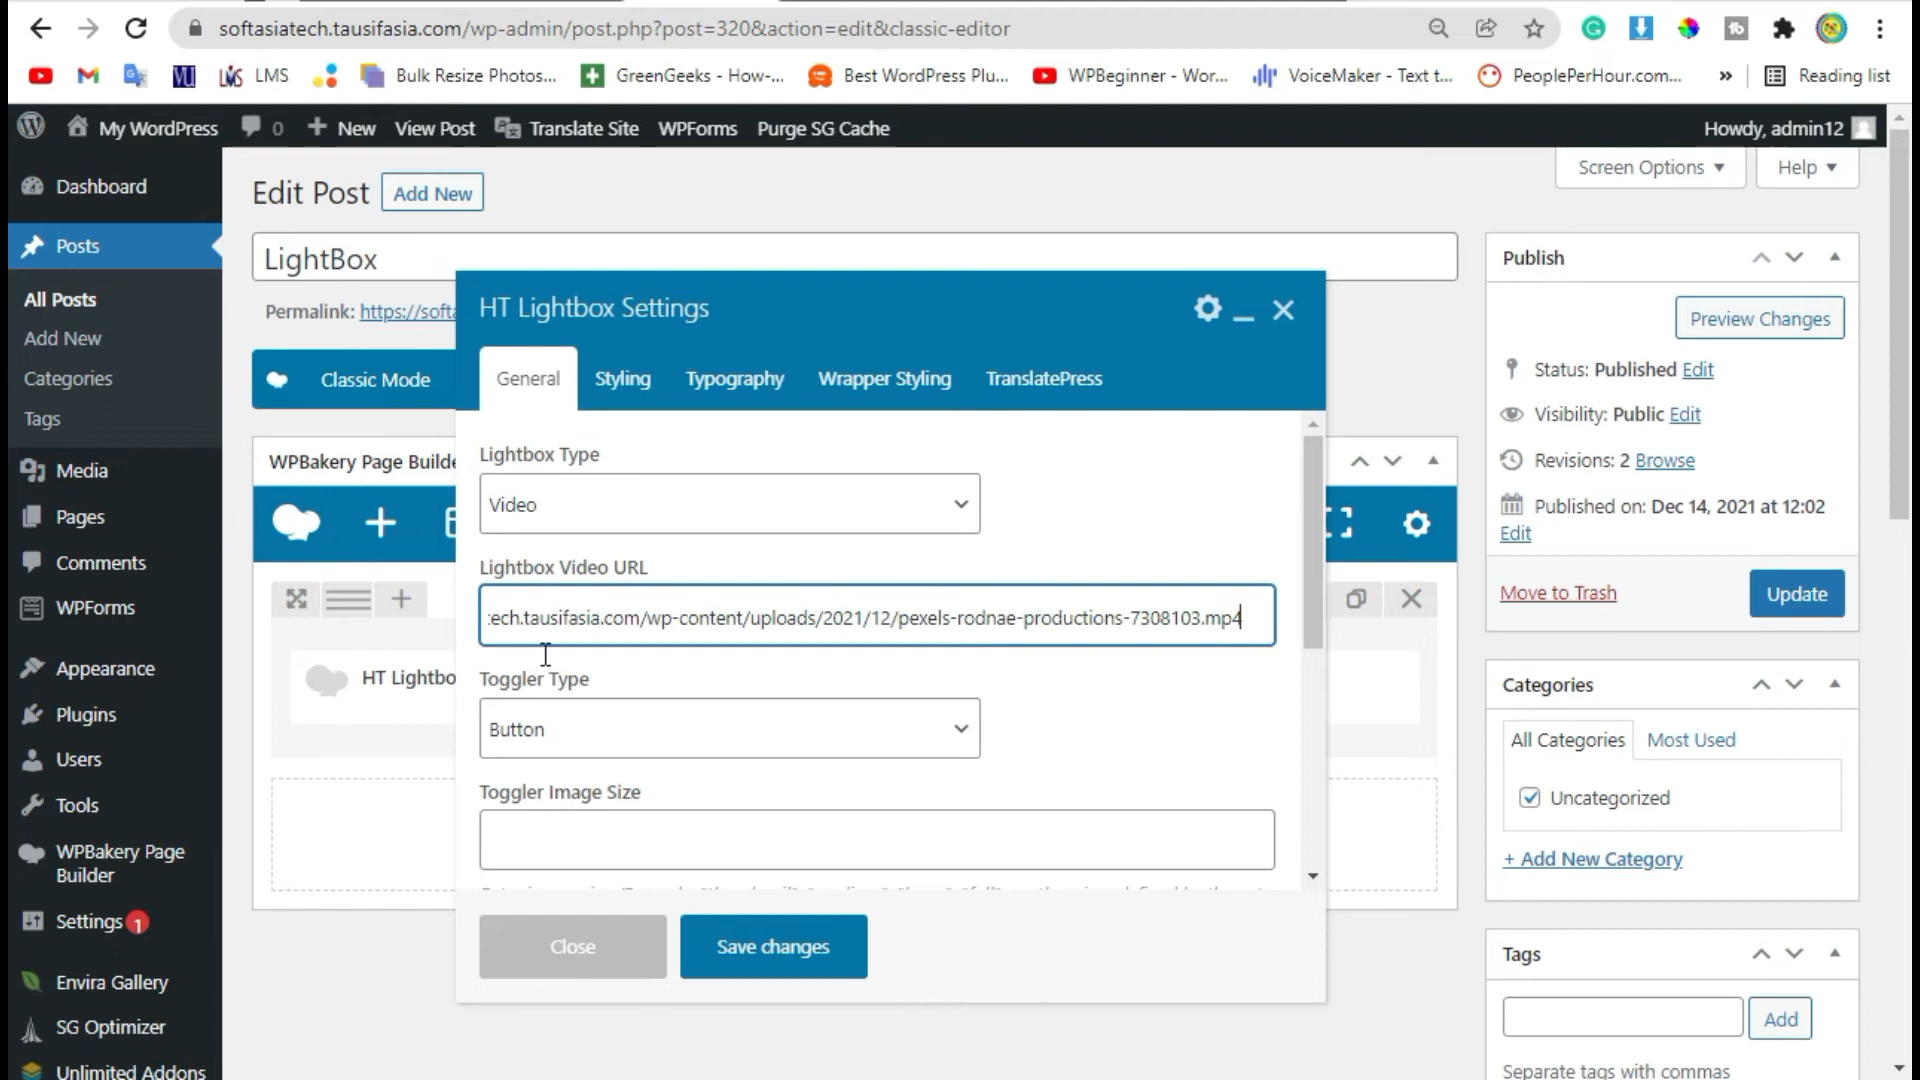 softasiatech.tausifasia.com/wp-admin/post.php?post=320&action=edit&classic-editor
LMS
Bulk Resize Photos...
GreenGeeks - How-...
Best WordPress Plu...
WPBeginner - Wor...
VoiceMaker - Text t...
PeoplePerHour.com...
»
Reading list
My WordPress
0
New
View Post
Translate Site
WPForms
Purge SG Cache
Howdy, admin12
Screen Options
Help
Dashboard
Posts
All Posts
Add New
Categories
Tags
Media
Pages
Comments
WPForms
Appearance
Plugins
Users
Tools
WPBakery Page
Builder
Settings 1
Envira Gallery
SG Optimizer
Unlimited Addons
Edit Post
Add New
LightBox
Permalink: https://softa
Classic Mode
WPBakery Page Builde
HT Lightbo
HT Lightbox Settings
General
Styling
Typography
Wrapper Styling
TranslatePress
Lightbox Type
Video
Lightbox Video URL
tech.tausifasia.com/wp-content/uploads/2021/12/pexels-rodnae-productions-7308103.mp4
Toggler Type
Button
Toggler Image Size
Close
Save changes
Publish
Preview Changes
Status: Published Edit
Visibility: Public Edit
Revisions: 2 Browse
Published on: Dec 14, 2021 at 12:02
Edit
Move to Trash
Update
Categories
All Categories
Most Used
Uncategorized
+ Add New Category
Tags
Add
Separate tags with commas